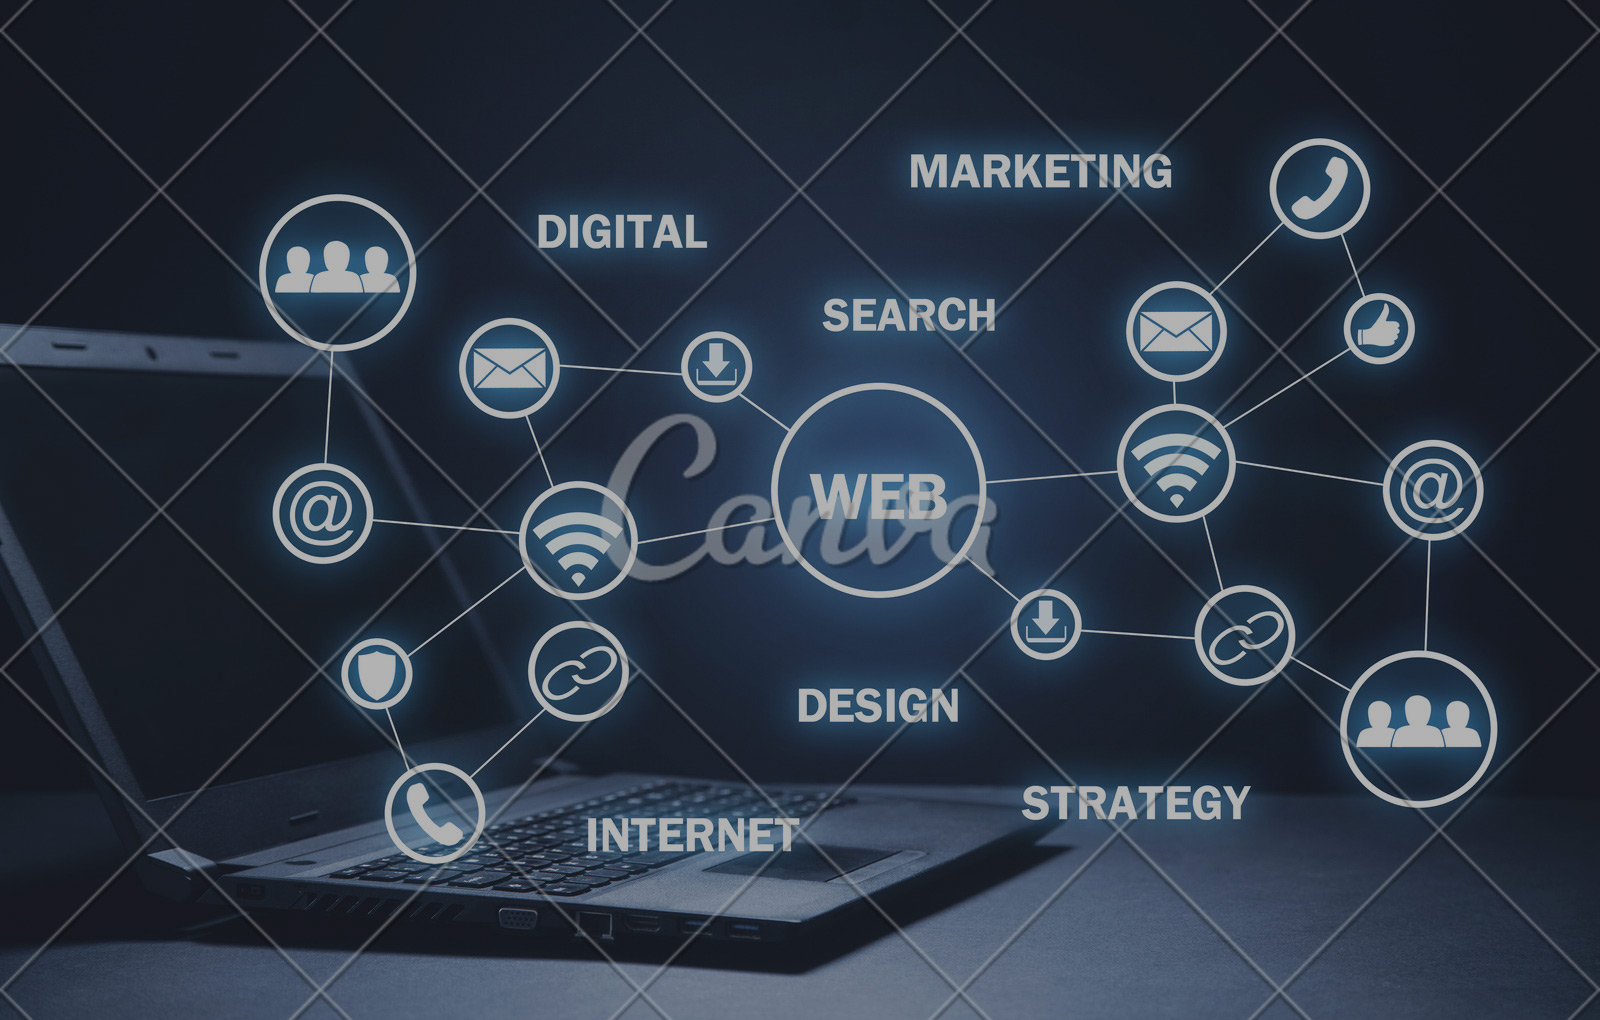 MARKETING
DIGITAL
SEARCH
WEB
Canva
@
@
DESIGN
STRATEGY
INTERNET